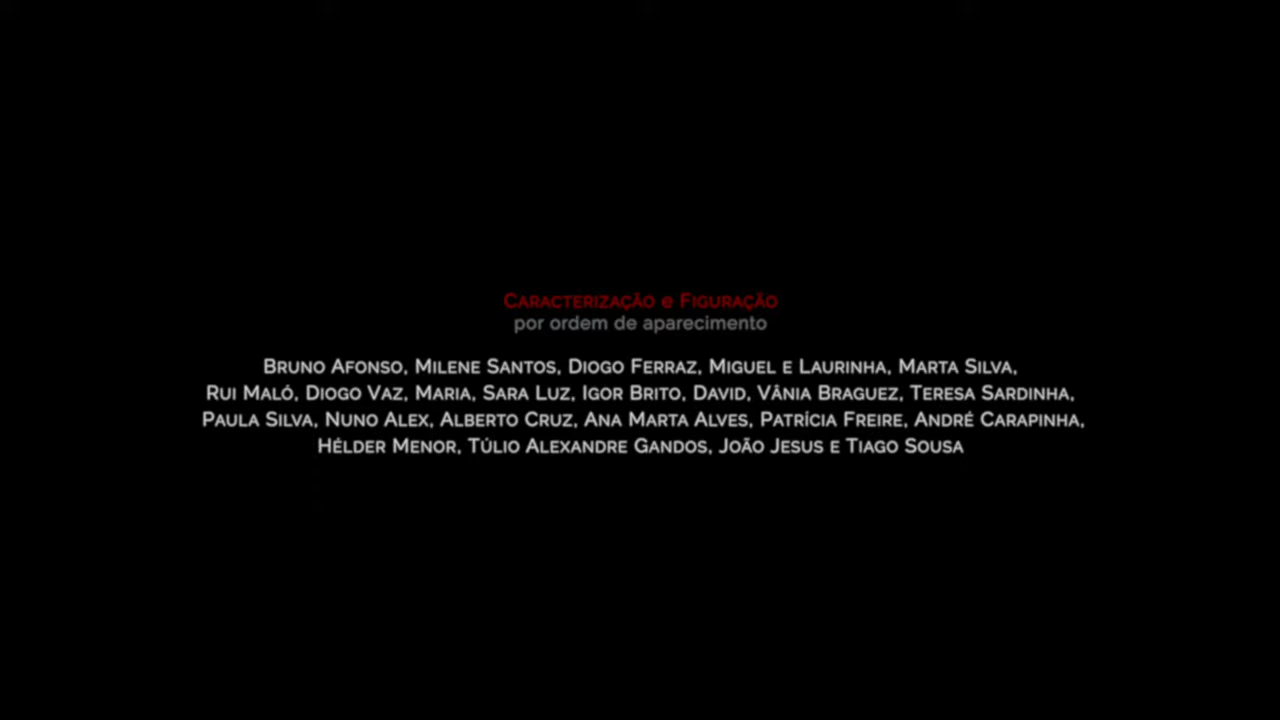 Caracterização e Figuração
por ordem de aparecimento
Bruno Afonso, Milene Santos, Diogo Ferraz, Miguel e Laurinha, Marta Silva,
Rui Maló, Diogo Vaz, Maria, Sara Luz, Igor Brito, David, Vânia Braguez, Teresa Sardinha,
Paula Silva, Nuno Alex, Alberto Cruz, Ana Marta Alves, Patrícia Freire, André Carapinha,
Hélder Menor, Túlio Alexandre Gandos, João Jesus e Tiago Sousa